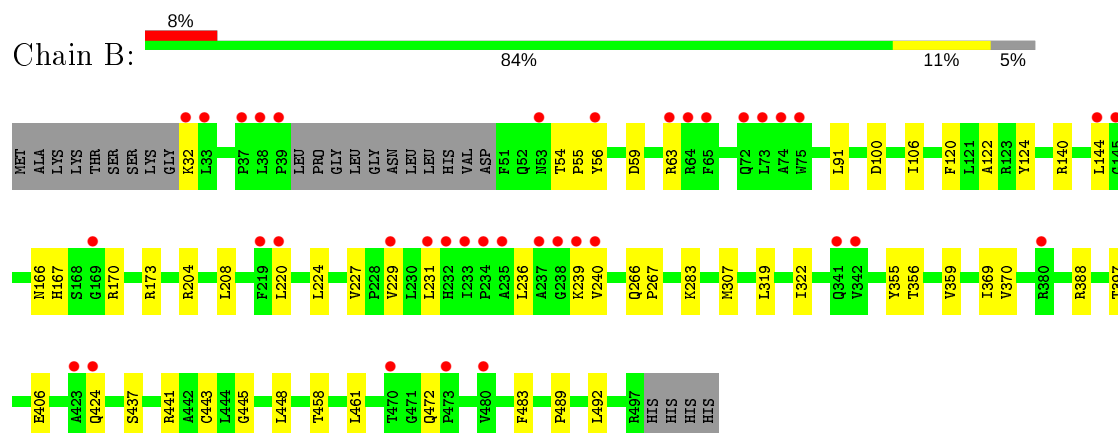 8%
Chain B:
84% 11% 5%
MET ALA LYS LYS THR SER SER LYS GLY K32 L33 P37 L38 P39 LEU PRO GLY LEU GLY ASN LEU LEU HIS VAL ASP F51 Q52 N53 T54 P55 Y56 D59 R63 R64 F65 Q72 L73 A74 W75 L91 D100 I106 F120 L121 A122 R123 Y124 R140 L144 G145
N166 H167 S168 G169 R170 R173 R204 L208 F219 L220 L224 V227 P228 V229 L230 L231 H232 I233 P234 A235 L236 A237 G238 K239 V240 Q266 P267 K283 M307 L319 I322 Q341 V342 Y355 T356 V359 I369 V370 R380 R388 T397
E406 A423 Q424 S437 R441 A442 C443 L444 G445 L448 T458 L461 T470 G471 Q472 P473 V480 F483 P489 L492 R497 HIS HIS HIS HIS